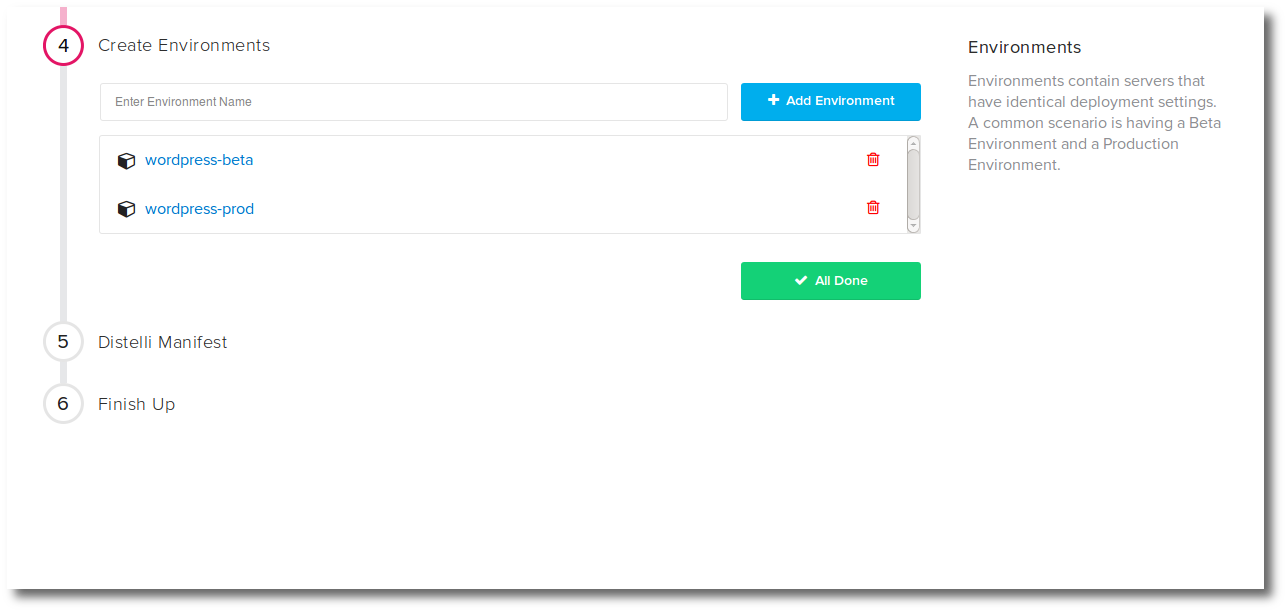 4 Create Environments
Enter Environment Name
Add Environment
wordpress-beta
wordpress-prod
All Done
5 Distelli Manifest
6 Finish Up
Environments
Environments contain servers that
have identical deployment settings.
A common scenario is having a Beta
Environment and a Production
Environment.